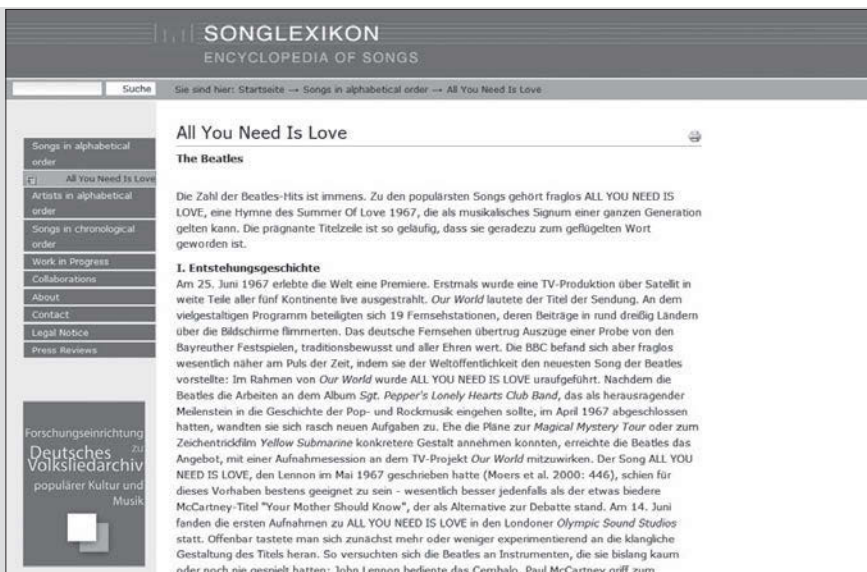 SONGLEXIKON
ENCYCLOPEDIA OF SONGS
Suche
Sie sind hier: Startseite → Songs in alphabetical order → All You Need Is Love
Songs in alphabetical
order
All You Need Is Love
Artists in alphabetical
order
Songs in chronological
order
Work in Progress
Collaborations
About
Contact
Legal Notice
Press Reviews
Forschungseinrichtung
Deutsches zu
Volksliedarchiv
populärer Kultur und
Musik
All You Need Is Love
The Beatles
Die Zahl der Beatles-Hits ist immens. Zu den populärsten Songs gehört fraglos ALL YOU NEED IS
LOVE, eine Hymne des Summer Of Love 1967, die als musikalisches Signum einer ganzen Generation
gelten kann. Die prägnante Titelzeile ist so geläufig, dass sie geradezu zum geflügelten Wort
geworden ist.
I. Entstehungsgeschichte
Am 25. Juni 1967 erlebte die Welt eine Premiere. Erstmals wurde eine TV-Produktion über Satellit in
weite Teile aller fünf Kontinente live ausgestrahlt. Our World lautete der Titel der Sendung. An dem
vielgestaltigen Programm beteiligten sich 19 Fernsehstationen, deren Beiträge in rund dreißig Ländern
über die Bildschirme flimmerten. Das deutsche Fernsehen übertrug Auszüge einer Probe von den
Bayreuther Festspielen, traditionsbewusst und aller Ehren wert. Die BBC befand sich aber fraglos
wesentlich näher am Puls der Zeit, indem sie der Weltöffentlichkeit den neuesten Song der Beatles
vorstellte: Im Rahmen von Our World wurde ALL YOU NEED IS LOVE uraufgeführt. Nachdem die
Beatles die Arbeiten an dem Album Sgt. Pepper's Lonely Hearts Club Band, das als herausragender
Meilenstein in die Geschichte der Pop- und Rockmusik eingehen sollte, im April 1967 abgeschlossen
hatten, wandten sie sich rasch neuen Aufgaben zu. Ehe die Pläne zur Magical Mystery Tour oder zum
Zeichentrickfilm Yellow Submarine konkretere Gestalt annehmen konnten, erreichte die Beatles das
Angebot, mit einer Aufnahmesession an dem TV-Projekt Our World mitzuwirken. Der Song ALL YOU
NEED IS LOVE, den Lennon im Mai 1967 geschrieben hatte (Moers et al. 2000: 446), schien für
dieses Vorhaben bestens geeignet zu sein - wesentlich besser jedenfalls als der etwas biedere
McCartney-Titel "Your Mother Should Know", der als Alternative zur Debatte stand. Am 14. Juni
fanden die ersten Aufnahmen zu ALL YOU NEED IS LOVE in den Londoner Olympic Sound Studios
statt. Offenbar tastete man sich zunächst mehr oder weniger experimentierend an die klangliche
Gestaltung des Titels heran. So versuchten sich die Beatles an Instrumenten, die sie bislang kaum
oder noch nie gespielt hatten: John Lennon bediente das Cembalo, Paul McCartney griff zum